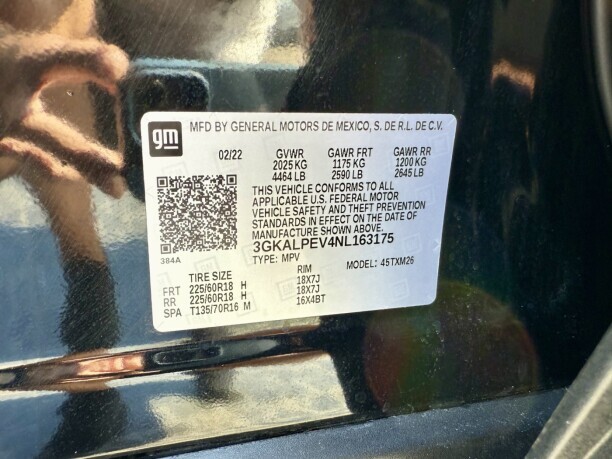 gm
MFD BY GENERAL MOTORS DE MEXICO, S. DE R.L. DE C.V.
02/22 GVWR GAWR FRT GAWR RR
2025 KG 1175 KG 1200 KG
4464 LB 2590 LB 2645 LB
THIS VEHICLE CONFORMS TO ALL
APPLICABLE U.S. FEDERAL MOTOR
VEHICLE SAFETY AND THEFT PREVENTION
STANDARDS IN EFFECT ON THE DATE OF
MANUFACTURE SHOWN ABOVE.
384A
3GKALPEV4NL163175
TYPE: MPV MODEL: 45TXM26
TIRE SIZE RIM
FRT 225/60R18 H 18X7J
RR 225/60R18 H 18X7J
SPA T135/70R16 M 16X4BT